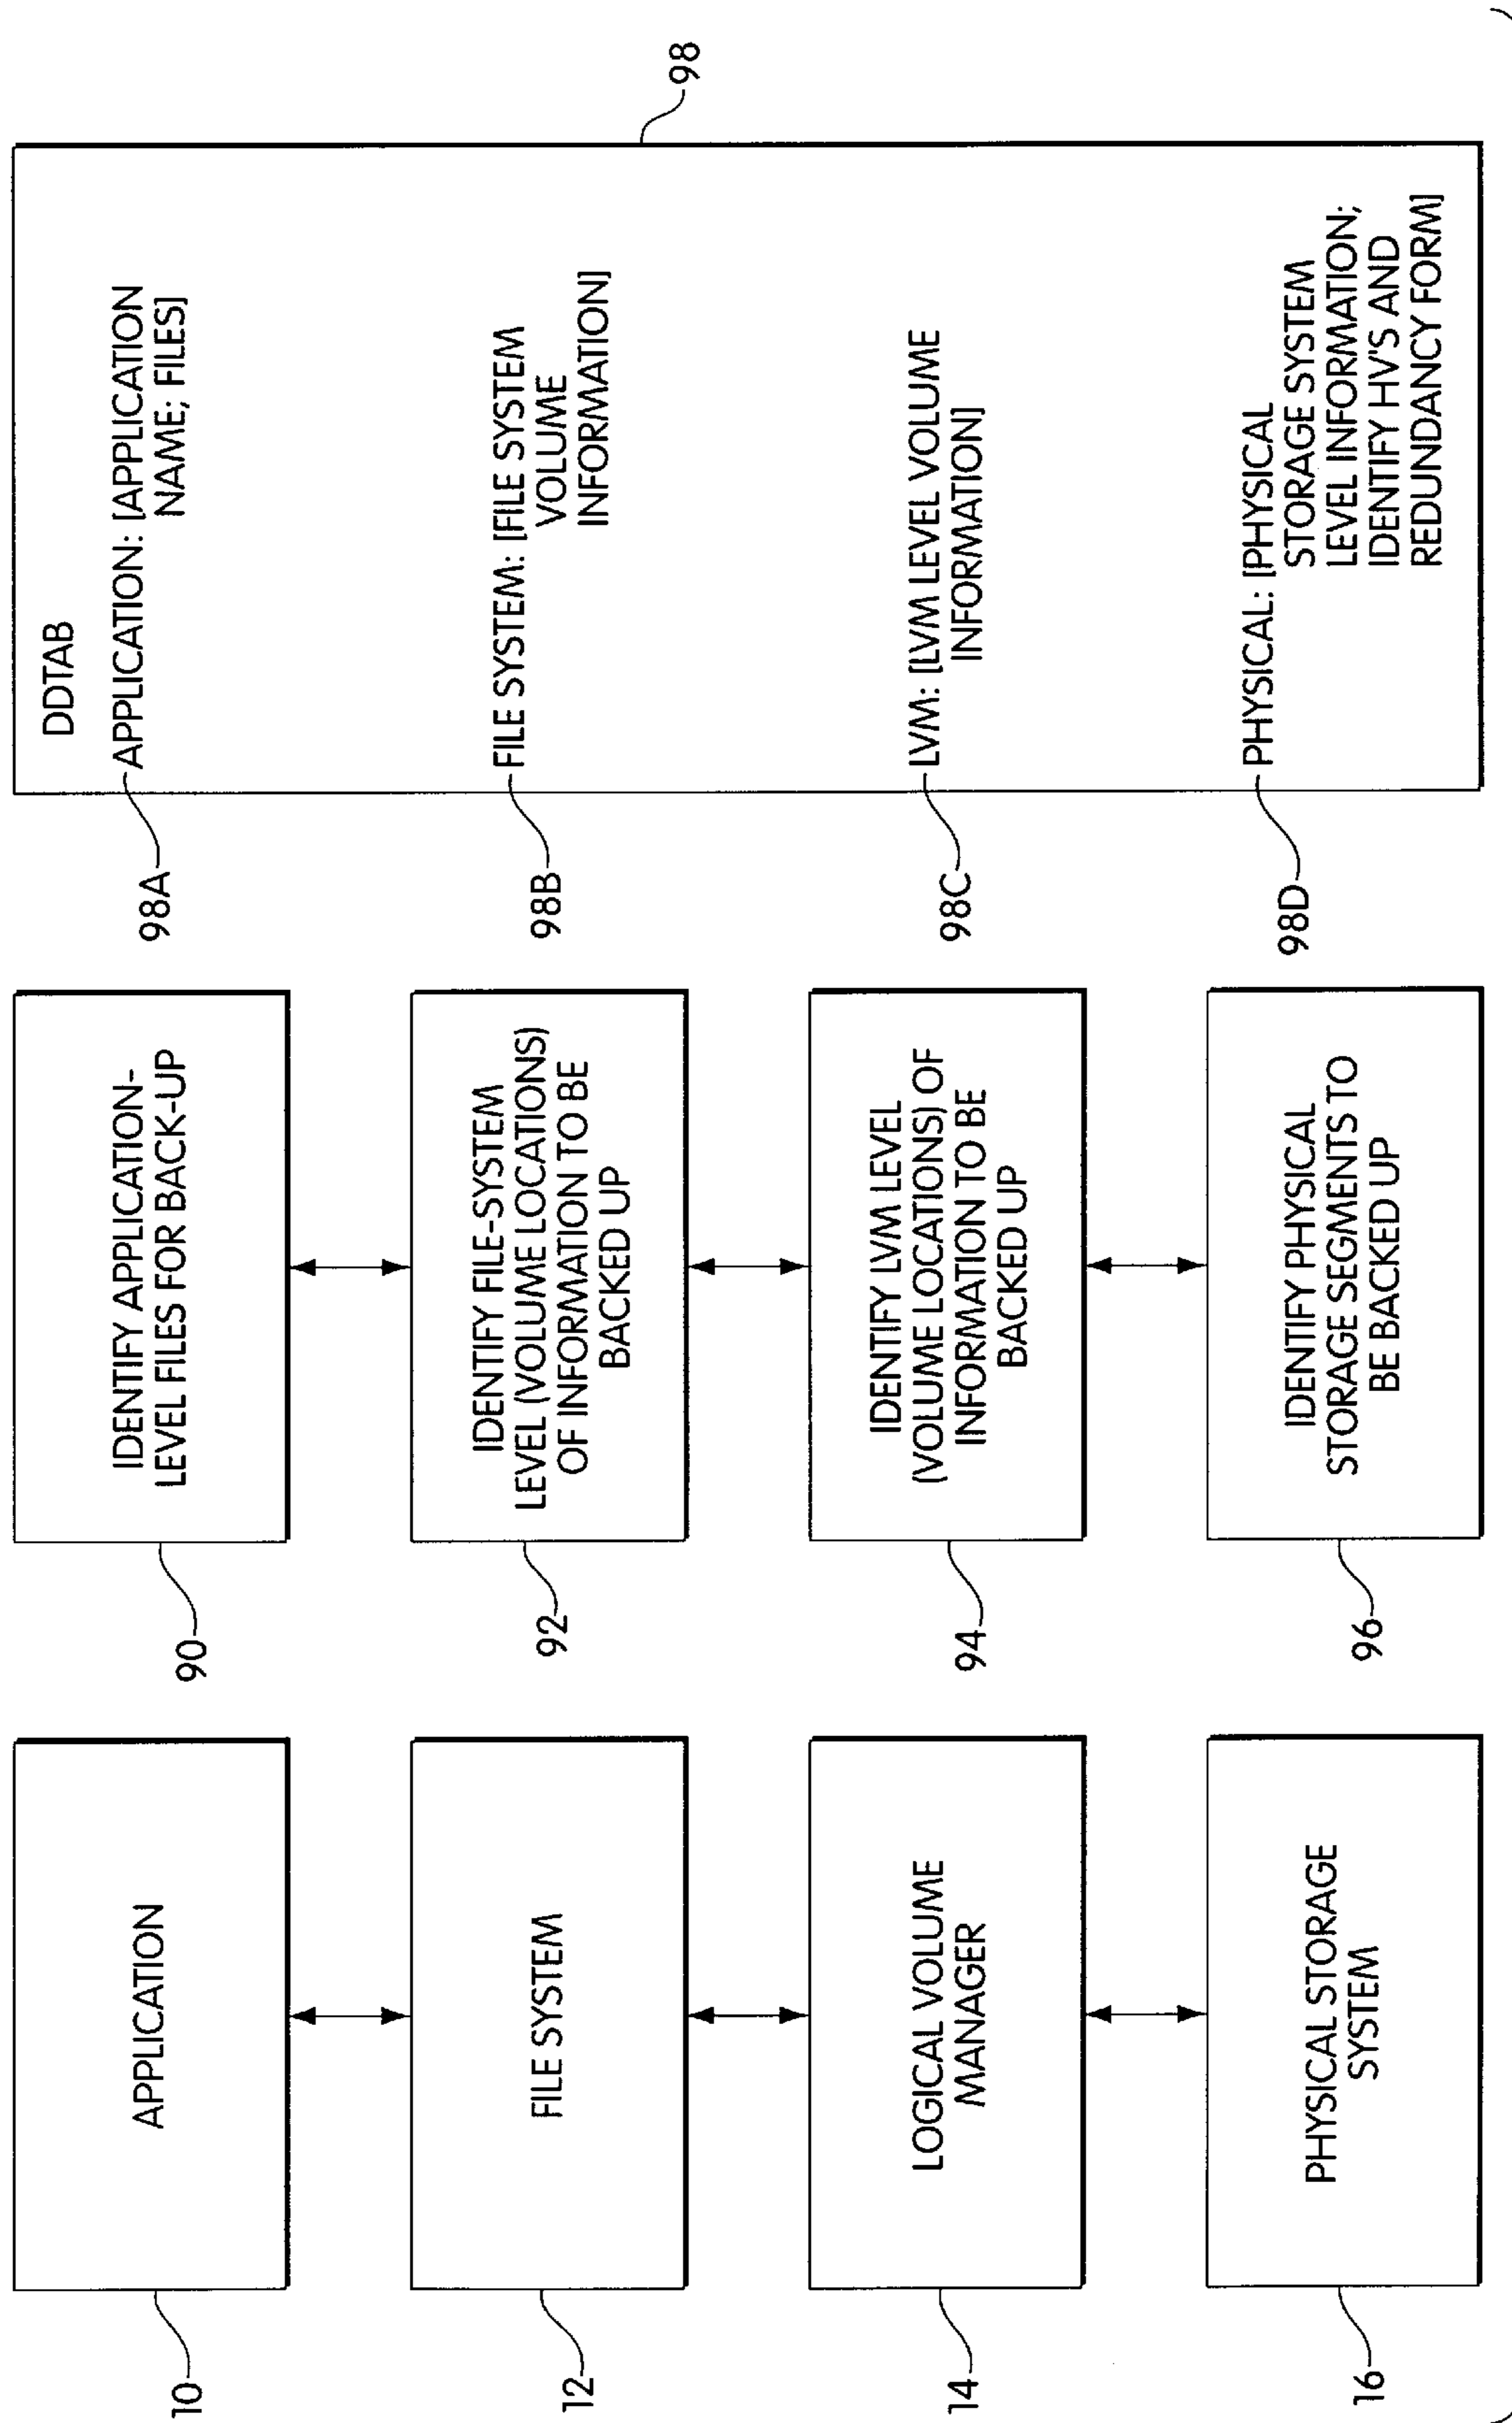 10
APPLICATION
12
FILE SYSTEM
14
LOGICAL VOLUME
MANAGER
16
PHYSICAL STORAGE
SYSTEM
90
IDENTIFY APPLICATION-
LEVEL FILES FOR BACK-UP
92
IDENTIFY FILE-SYSTEM
LEVEL (VOLUME LOCATIONS)
OF INFORMATION TO BE
BACKED UP
94
IDENTIFY LVM LEVEL
(VOLUME LOCATIONS) OF
INFORMATION TO BE
BACKED UP
96
IDENTIFY PHYSICAL
STORAGE SEGMENTS TO
BE BACKED UP
98
DDTAB
98A
APPLICATION: [APPLICATION
NAME; FILES]
98B
FILE SYSTEM: [FILE SYSTEM
VOLUME
INFORMATION]
98C
LVM: [LVM LEVEL VOLUME
INFORMATION]
98D
PHYSICAL: [PHYSICAL
STORAGE SYSTEM
LEVEL INFORMATION;
IDENTIFY HV'S AND
REDUNDANCY FORM]